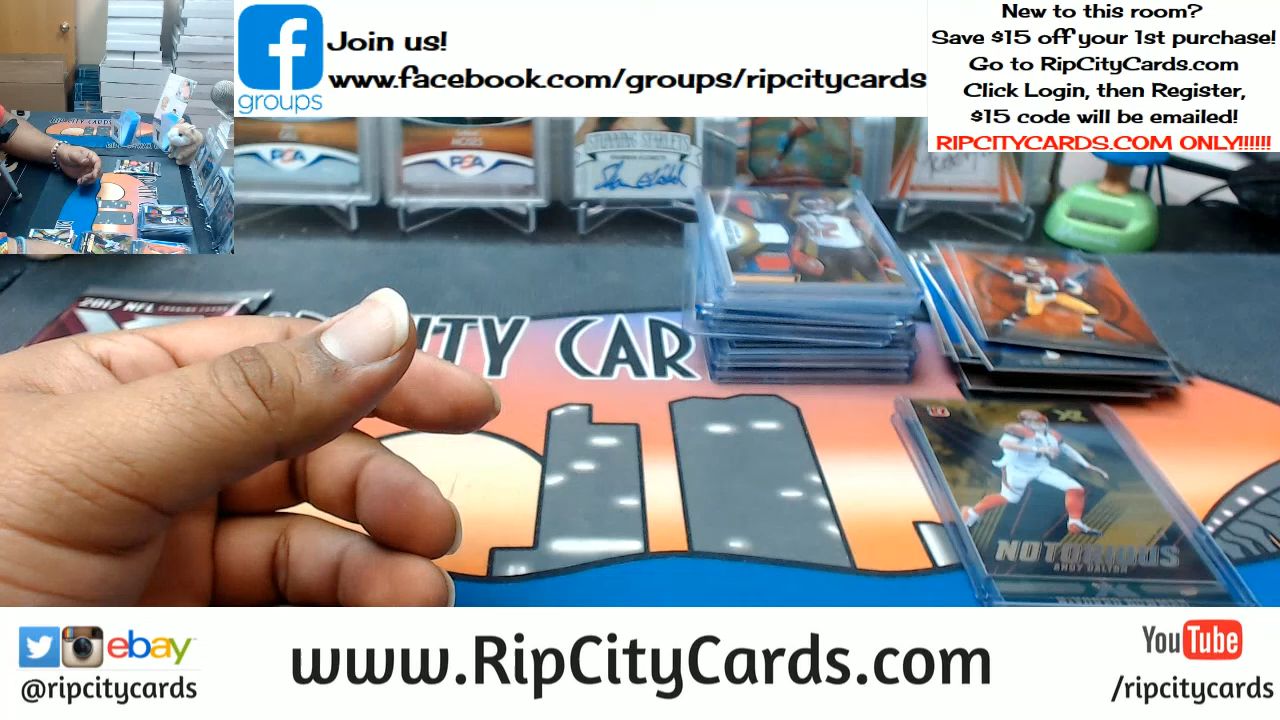 Join us!
www.facebook.com/groups/ripcitycards
groups
New to this room?
Save $15 off your 1st purchase!
Go to RipCityCards.com
Click Login, then Register,
$15 code will be emailed!
RIPCITYCARDS.COM ONLY!!!!!!
PSA
PSA
2017 NFL
ITY CAR
12
XL
NOTORIOUS
ANDY DALTON
ebay
@ripcitycards
www.RipCityCards.com
YouTube
/ripcitycards